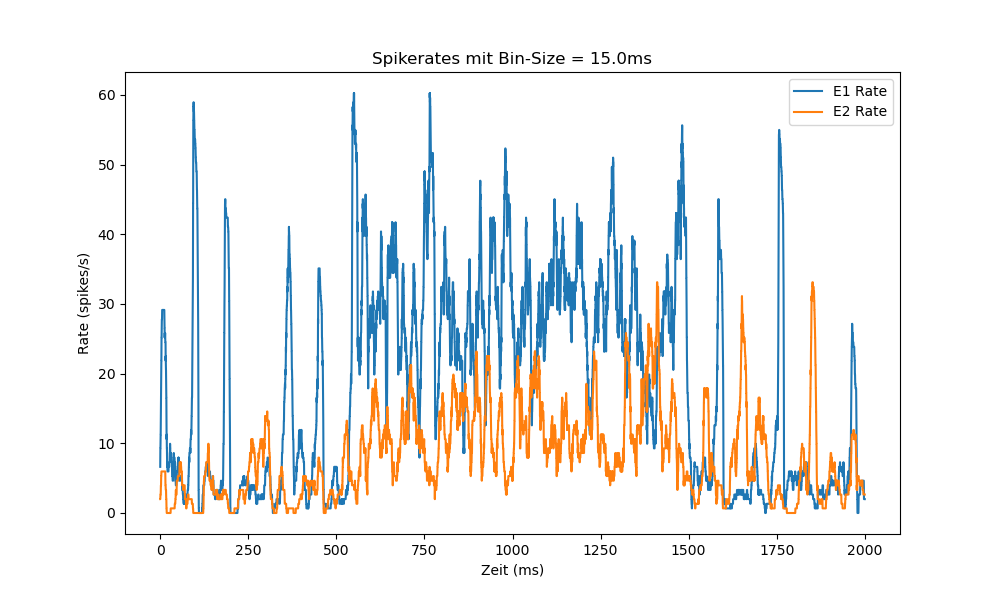 Spikerates mit Bin-Size = 15.0ms
E1 Rate
E2 Rate
60
50
40
30
20
10
0
Rate (spikes/s)
0 250 500 750 1000 1250 1500 1750 2000
Zeit (ms)